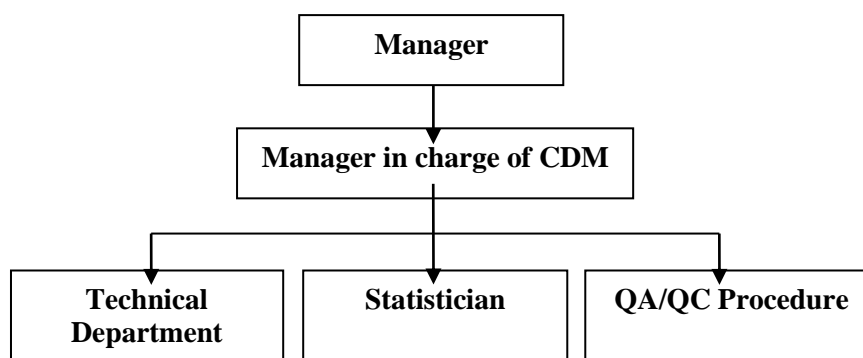 Manager
Manager in charge of CDM
Technical
Department
Statistician
QA/QC Procedure